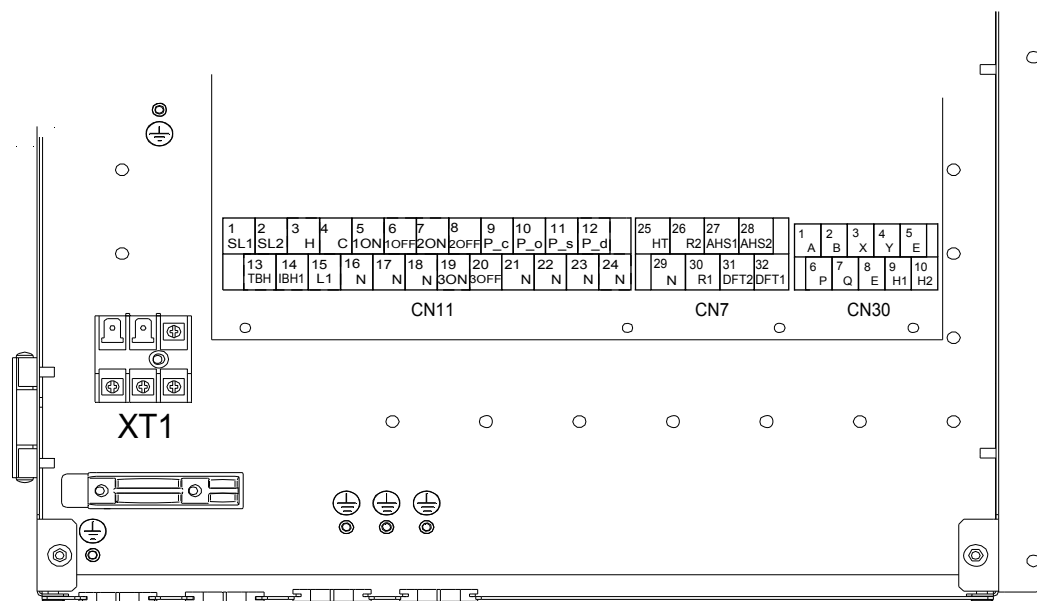 1 2 3 4 5 6 7 8 9 10 11 12
SL1 SL2 H C 1ON 1OFF 2ON 2OFF P_c P_o P_s P_d
13 14 15 16 17 18 19 20 21 22 23 24
TBH IBH1 L1 N N N 3ON 3OFF N N N N
CN11
25 26 27 28
HT R2 AHS1 AHS2
29 30 31 32
N R1 DFT2 DFT1
CN7
1 2 3 4 5
A B X Y E
6 7 8 9 10
P Q E H1 H2
CN30
XT1